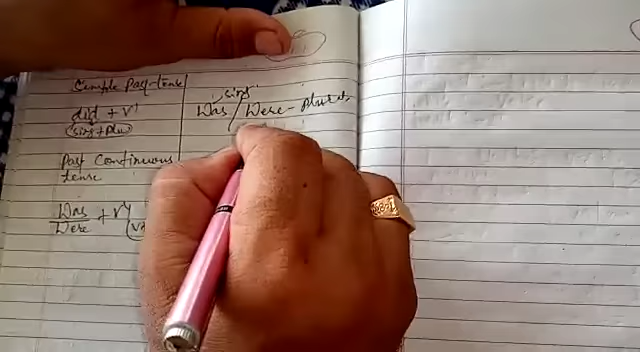 Simple Past tense
sing
did + V¹
Was / Were - plural
(sing + plu)
Past Continuous
tense
Was
Were + V⁴